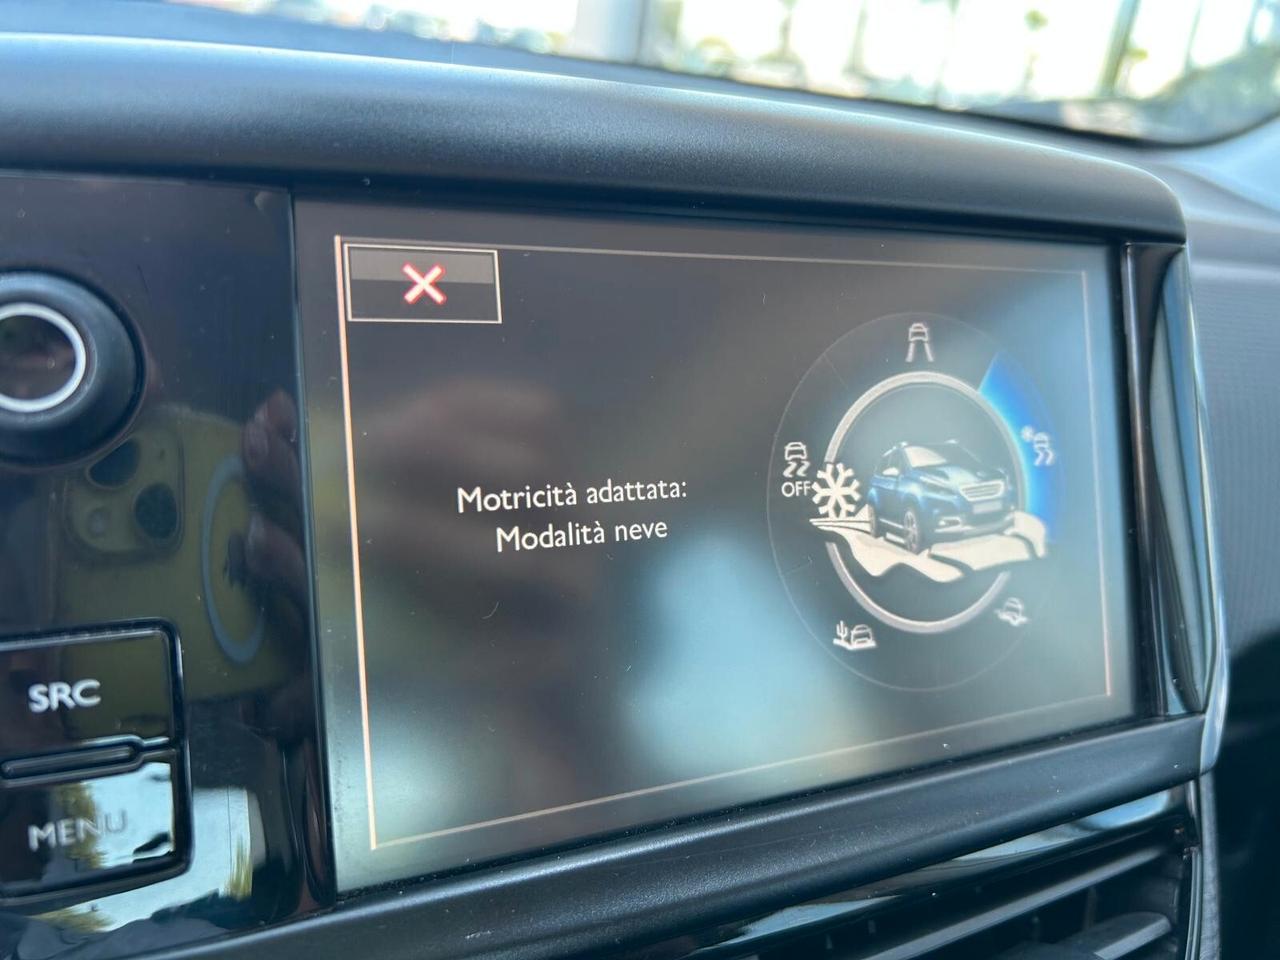 Motricità adattata:
Modalità neve
OFF
SRC
MENU